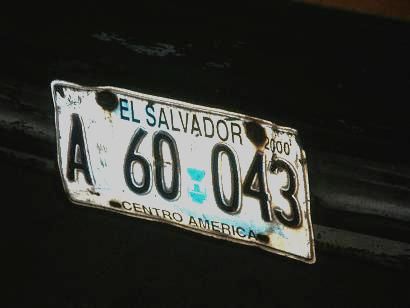 EL SALVADOR
2000
A 60 043
CENTRO AMERICA